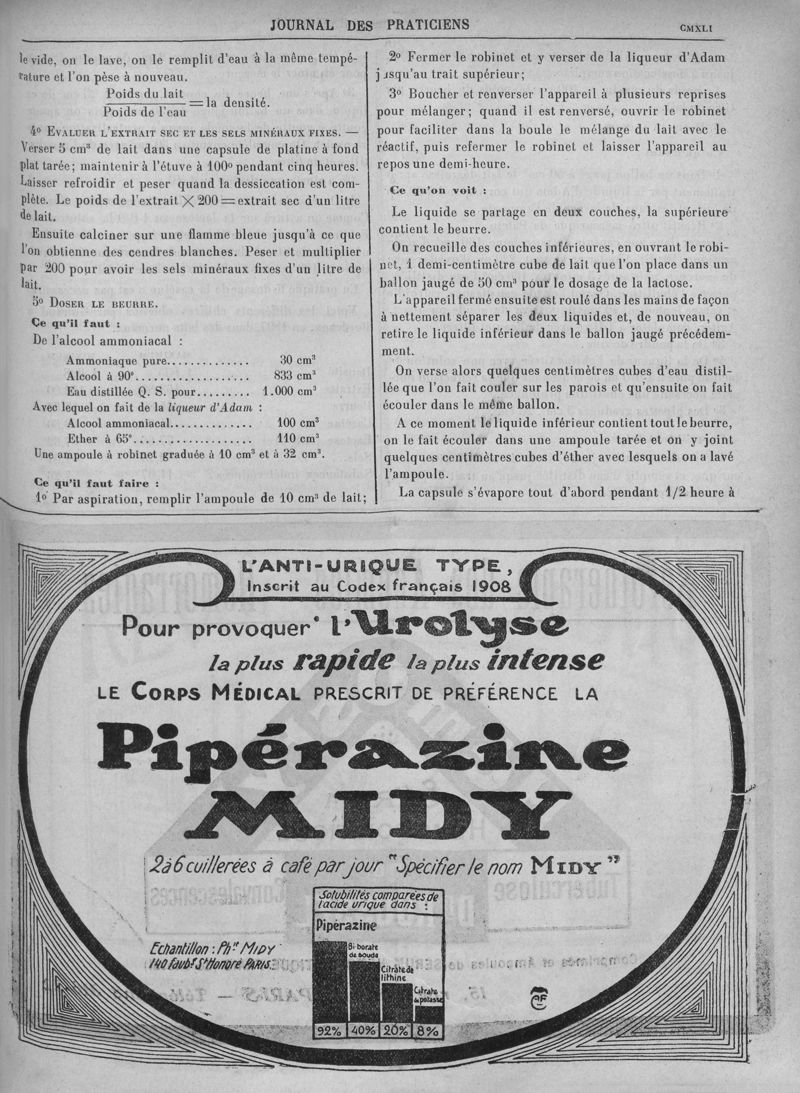 JOURNAL DES PRATICIENS
CMXLI
le vide, on le lave, on le remplit d'eau à la même tempé-
rature et l'on pèse à nouveau.
Poids du lait
Poids de l'eau
= la densité.
4º EVALUER L'EXTRAIT SEC ET LES SELS MINÉRAUX FIXES. —
Verser 5 cm³ de lait dans une capsule de platine à fond
plat tarée; maintenir à l'étuve à 100º pendant cinq heures.
Laisser refroidir et peser quand la dessiccation est com-
plète. Le poids de l'extrait X 200 = extrait sec d'un litre
de lait.
Ensuite calciner sur une flamme bleue jusqu'à ce que
l'on obtienne des cendres blanches. Peser et multiplier
par 200 pour avoir les sels minéraux fixes d'un litre de
lait.
5º DOSER LE BEURRE.
Ce qu'il faut :
De l'alcool ammoniacal :
Ammoniaque pure.............. 30 cm³
Alcool à 90º................... 833 cm³
Eau distillée Q. S. pour......... 1.000 cm³
Avec lequel on fait de la liqueur d'Adam :
Alcool ammoniacal.............. 100 cm³
Ether à 65º.................... 110 cm³
Une ampoule à robinet graduée à 10 cm³ et à 32 cm³.
Ce qu'il faut faire :
1º Par aspiration, remplir l'ampoule de 10 cm³ de lait;
2º Fermer le robinet et y verser de la liqueur d'Adam
jusqu'au trait supérieur;
3º Boucher et renverser l'appareil à plusieurs reprises
pour mélanger; quand il est renversé, ouvrir le robinet
pour faciliter dans la boule le mélange du lait avec le
réactif, puis refermer le robinet et laisser l'appareil au
repos une demi-heure.
Ce qu'on voit :
Le liquide se partage en deux couches, la supérieure
contient le beurre.
On recueille des couches inférieures, en ouvrant le robi-
net, 1 demi-centimètre cube de lait que l'on place dans un
ballon jaugé de 50 cm³ pour le dosage de la lactose.
L'appareil fermé ensuite est roulé dans les mains de façon
à nettement séparer les deux liquides et, de nouveau, on
retire le liquide inférieur dans le ballon jaugé précédem-
ment.
On verse alors quelques centimètres cubes d'eau distil-
lée que l'on fait couler sur les parois et qu'ensuite on fait
écouler dans le même ballon.
A ce moment le liquide inférieur contient tout le beurre,
on le fait écouler dans une ampoule tarée et on y joint
quelques centimètres cubes d'éther avec lesquels on a lavé
l'ampoule.
La capsule s'évapore tout d'abord pendant 1/2 heure à
L'ANTI-URIQUE TYPE,
Inscrit au Codex français 1908
Pour provoquer l'Urolyse
la plus rapide la plus intense
LE CORPS MÉDICAL PRESCRIT DE PRÉFÉRENCE LA
Pipérazine
MIDY
2 à 6 cuillerées à café par jour "Spécifier le nom MIDY"
Solubilités comparées de
l'acide urique dans :
Pipérazine
Bi-borate
de soude
Citrate de
lithine
Citrate
de potasse
92% 40% 20% 8%
Echantillon : Phie MIDY
140 Faubg St Honoré PARIS